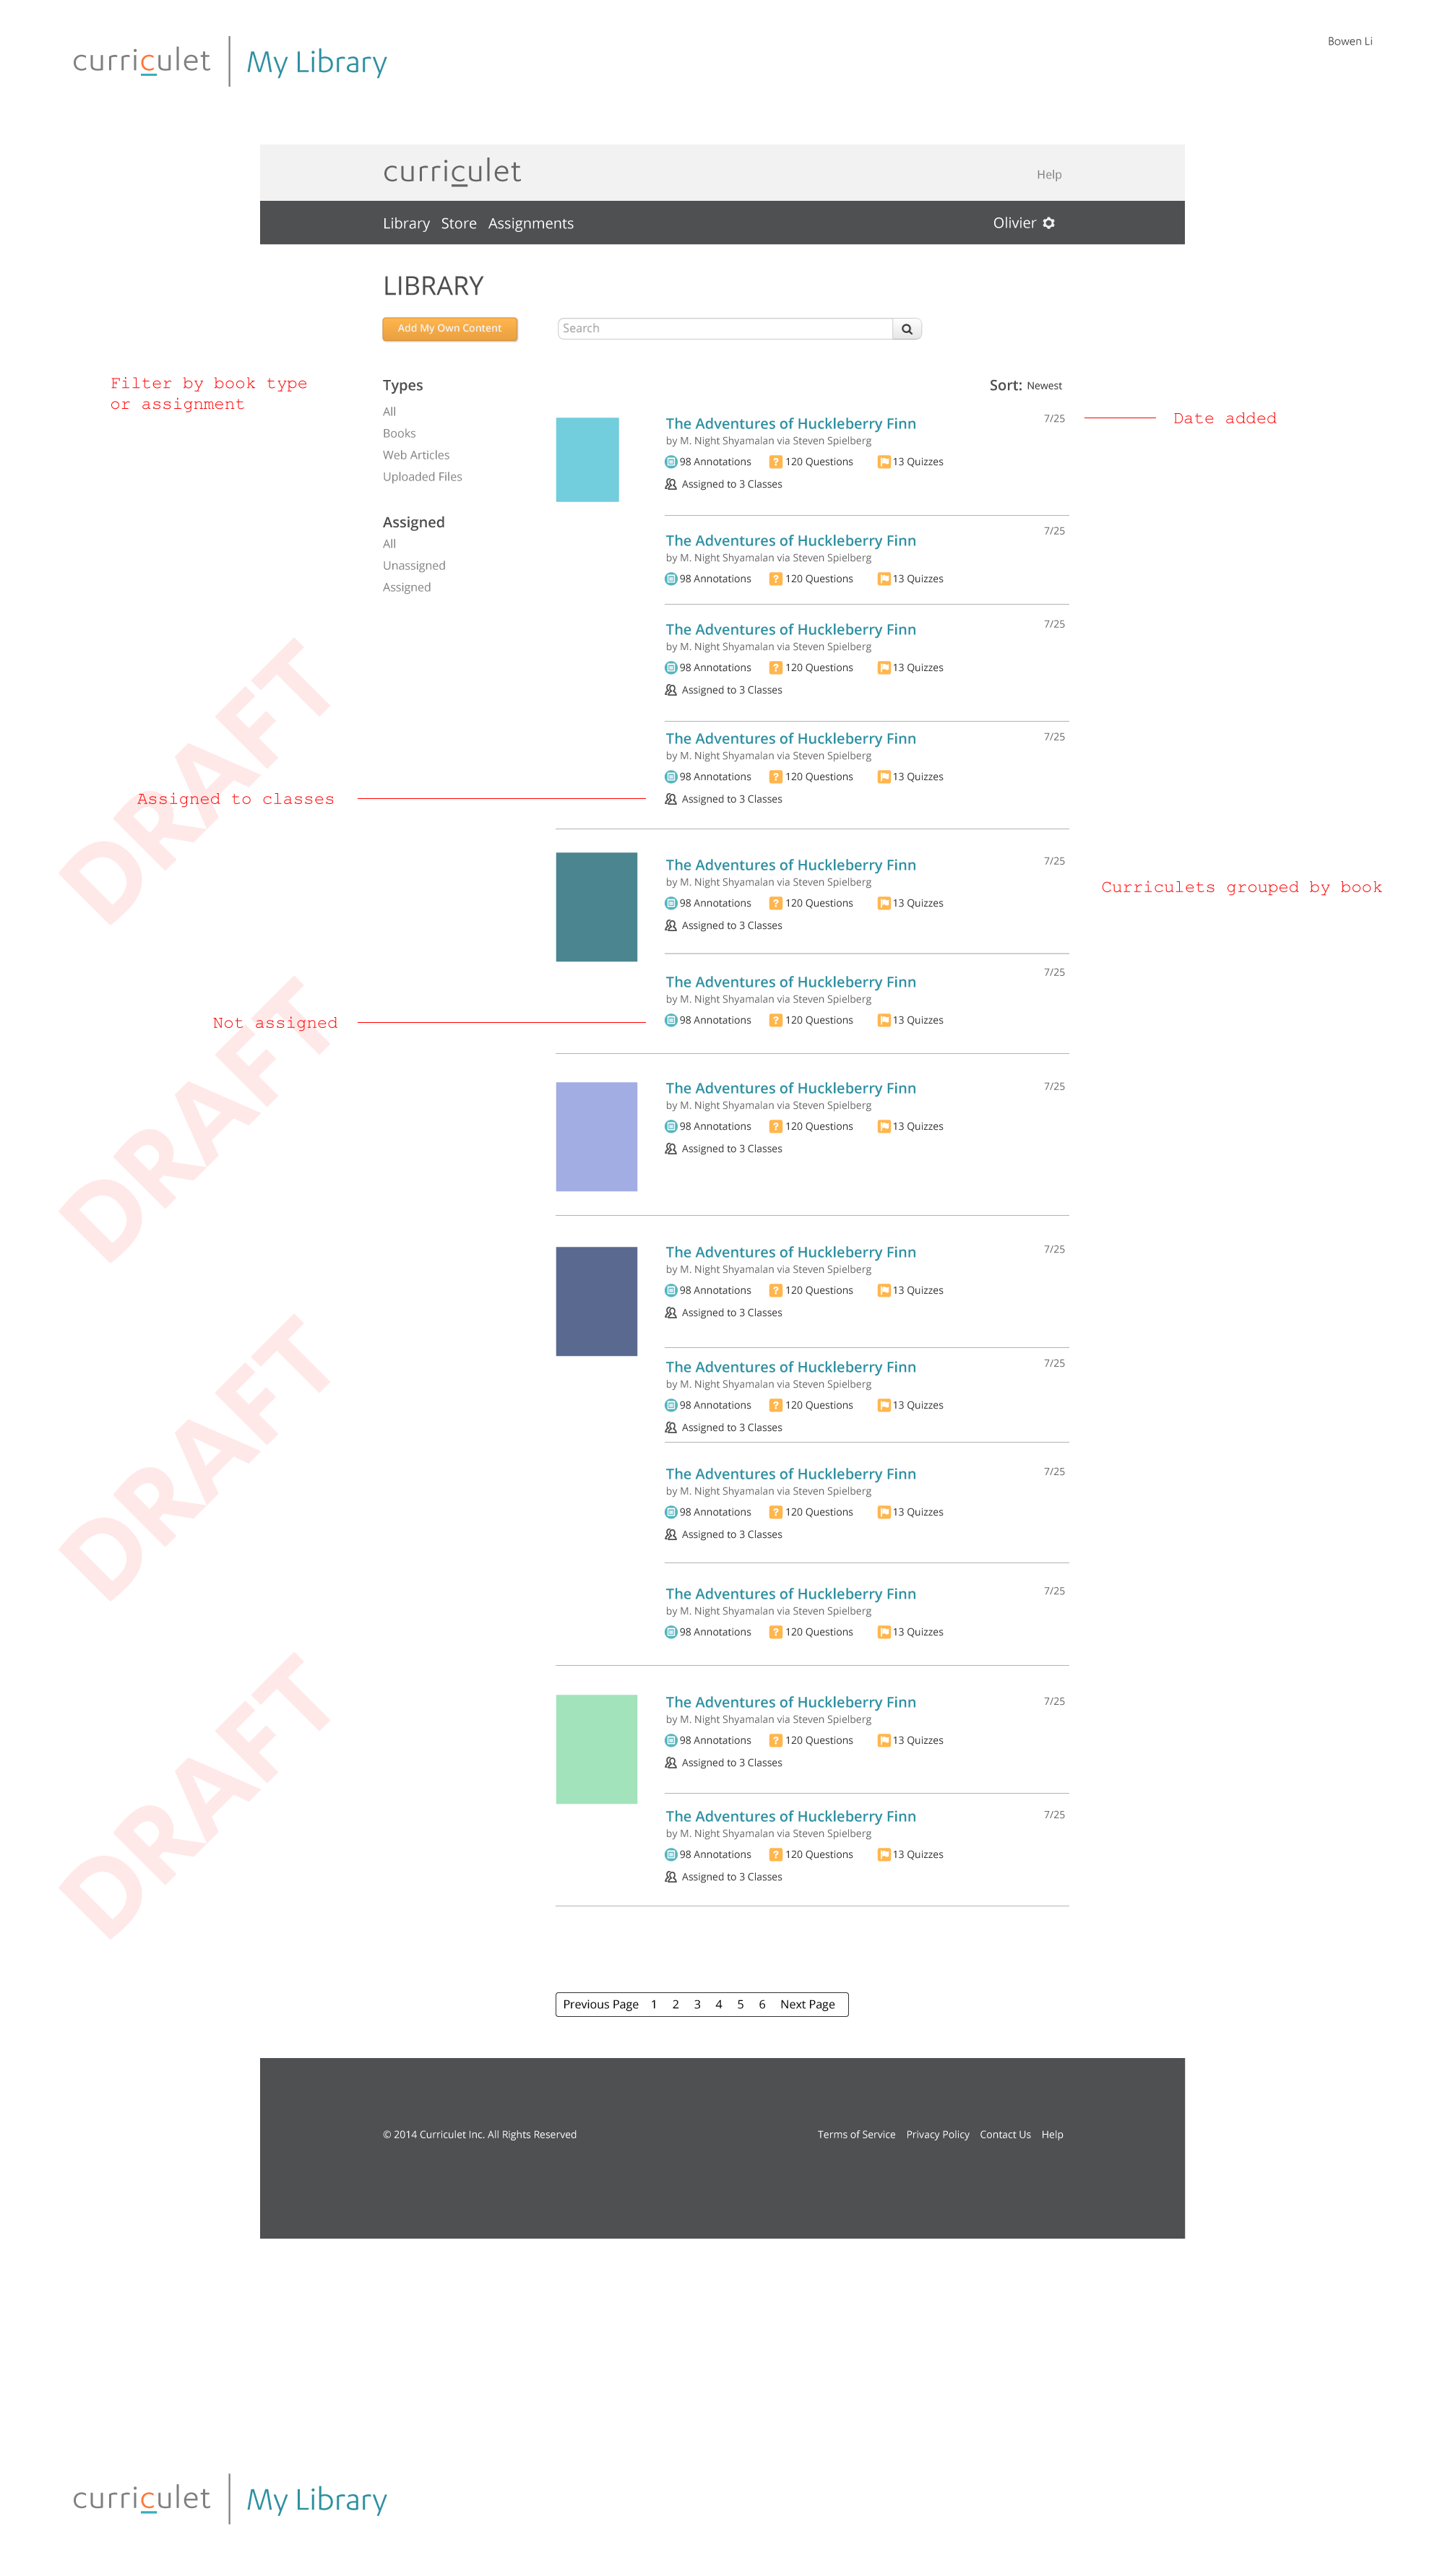 curriculet | My Library
Bowen Li
curriculet
Help
Library Store Assignments
Olivier
LIBRARY
Add My Own Content
Search
Filter by book type
or assignment
Types
All
Books
Web Articles
Uploaded Files
Assigned
All
Unassigned
Assigned
Sort: Newest
The Adventures of Huckleberry Finn
7/25
Date added
by M. Night Shyamalan via Steven Spielberg
98 Annotations 120 Questions 13 Quizzes
Assigned to 3 Classes
7/25
The Adventures of Huckleberry Finn
by M. Night Shyamalan via Steven Spielberg
98 Annotations 120 Questions 13 Quizzes
The Adventures of Huckleberry Finn
7/25
by M. Night Shyamalan via Steven Spielberg
98 Annotations 120 Questions 13 Quizzes
Assigned to 3 Classes
DRAFT
The Adventures of Huckleberry Finn
7/25
by M. Night Shyamalan via Steven Spielberg
98 Annotations 120 Questions 13 Quizzes
Assigned to classes
Assigned to 3 Classes
The Adventures of Huckleberry Finn
7/25
by M. Night Shyamalan via Steven Spielberg
Curriculets grouped by book
98 Annotations 120 Questions 13 Quizzes
Assigned to 3 Classes
7/25
The Adventures of Huckleberry Finn
by M. Night Shyamalan via Steven Spielberg
Not assigned
98 Annotations 120 Questions 13 Quizzes
DRAFT
The Adventures of Huckleberry Finn
7/25
by M. Night Shyamalan via Steven Spielberg
98 Annotations 120 Questions 13 Quizzes
Assigned to 3 Classes
The Adventures of Huckleberry Finn
7/25
by M. Night Shyamalan via Steven Spielberg
98 Annotations 120 Questions 13 Quizzes
Assigned to 3 Classes
The Adventures of Huckleberry Finn
7/25
by M. Night Shyamalan via Steven Spielberg
98 Annotations 120 Questions 13 Quizzes
Assigned to 3 Classes
DRAFT
The Adventures of Huckleberry Finn
7/25
by M. Night Shyamalan via Steven Spielberg
98 Annotations 120 Questions 13 Quizzes
Assigned to 3 Classes
The Adventures of Huckleberry Finn
7/25
by M. Night Shyamalan via Steven Spielberg
98 Annotations 120 Questions 13 Quizzes
The Adventures of Huckleberry Finn
7/25
by M. Night Shyamalan via Steven Spielberg
98 Annotations 120 Questions 13 Quizzes
Assigned to 3 Classes
DRAFT
The Adventures of Huckleberry Finn
7/25
by M. Night Shyamalan via Steven Spielberg
98 Annotations 120 Questions 13 Quizzes
Assigned to 3 Classes
Previous Page 1 2 3 4 5 6 Next Page
© 2014 Curriculet Inc. All Rights Reserved
Terms of Service Privacy Policy Contact Us Help
curriculet | My Library